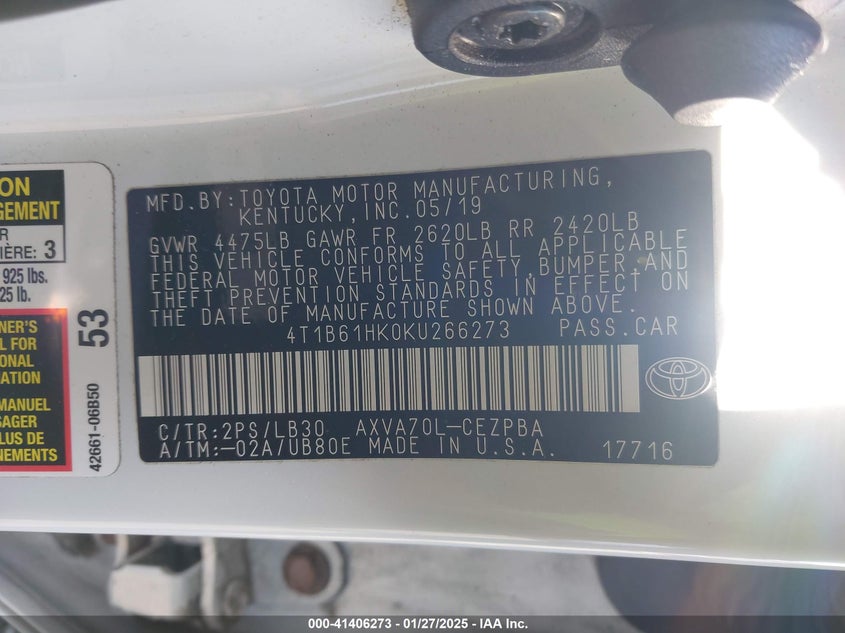 MFD. BY: TOYOTA MOTOR MANUFACTURING,
KENTUCKY, INC. 05/19
GVWR 4475LB GAWR FR 2620LB RR 2420LB
THIS VEHICLE CONFORMS TO ALL APPLICABLE
FEDERAL MOTOR VEHICLE SAFETY, BUMPER, AND
THEFT PREVENTION STANDARDS IN EFFECT ON
THE DATE OF MANUFACTURE SHOWN ABOVE.
4T1B61HK0KU266273 PASS. CAR
C/TR: 2PS/LB30 AXVA70L-CEZPBA
A/TM: -02A/UB80E MADE IN U.S.A. 17716
ION
GEMENT
R
IÈRE: 3
925 lbs.
25 lb.
NER'S
L FOR
ONAL
ATION
MANUEL
SAGER
PLUS DE
NEMENTS
53
42661-06B50
000-41406273 - 01/27/2025 - IAA Inc.